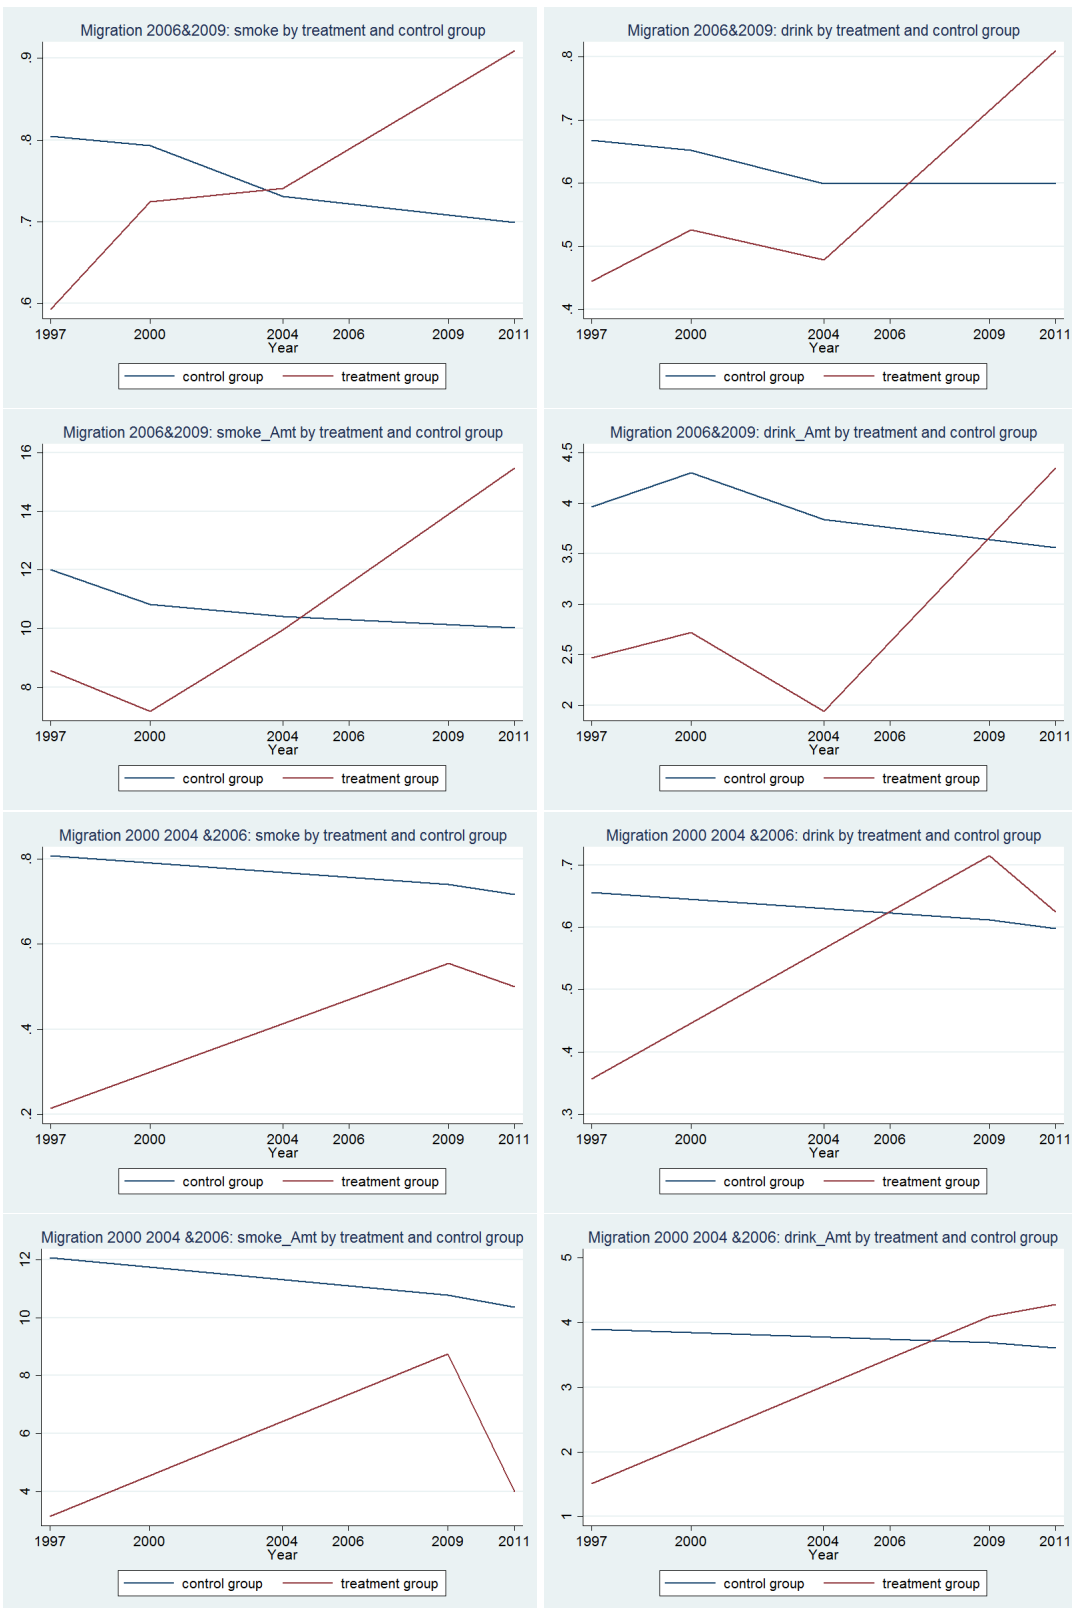 Migration 2006&2009: smoke by treatment and control group
.9
.8
.7
.6
1997 2000 2004 2006 2009 2011
Year
control group treatment group
Migration 2006&2009: drink by treatment and control group
.8
.7
.6
.5
.4
1997 2000 2004 2006 2009 2011
Year
control group treatment group
Migration 2006&2009: smoke_Amt by treatment and control group
16
14
12
10
8
1997 2000 2004 2006 2009 2011
Year
control group treatment group
Migration 2006&2009: drink_Amt by treatment and control group
4.5
4
3.5
3
2.5
2
1997 2000 2004 2006 2009 2011
Year
control group treatment group
Migration 2000 2004 &2006: smoke by treatment and control group
.8
.6
.4
.2
1997 2000 2004 2006 2009 2011
Year
control group treatment group
Migration 2000 2004 &2006: drink by treatment and control group
.7
.6
.5
.4
.3
1997 2000 2004 2006 2009 2011
Year
control group treatment group
Migration 2000 2004 &2006: smoke_Amt by treatment and control group
12
10
8
6
4
1997 2000 2004 2006 2009 2011
Year
control group treatment group
Migration 2000 2004 &2006: drink_Amt by treatment and control group
5
4
3
2
1
1997 2000 2004 2006 2009 2011
Year
control group treatment group